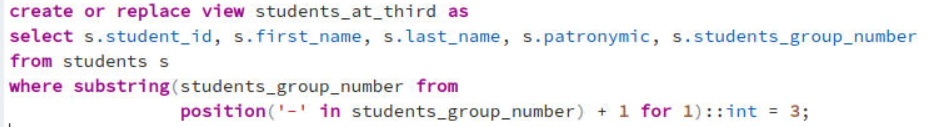 create or replace view students_at_third as
select s.student_id, s.first_name, s.last_name, s.patronymic, s.students_group_number
from students s
where substring(students_group_number from
position('-' in students_group_number) + 1 for 1)::int = 3;